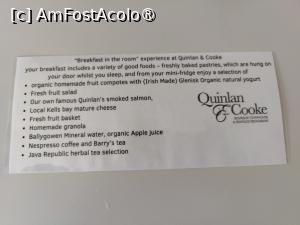 [c] AmFostAcolo®
"Breakfast in the room" experience at Quinlan & Cooke
your breakfast includes a variety of good foods – freshly baked pastries, which are hung on
your door whilst you sleep, and from your mini-fridge enjoy a selection of
• organic homemade fruit compotes with (Irish Made) Glenisk Organic natural yogurt
• Fresh fruit salad
• Our own famous Quinlan's smoked salmon,
• Local Kells bay mature cheese
• Fresh fruit basket
• Homemade granola
• Ballygowen Mineral water, organic Apple juice
• Nespresso coffee and Barry's tea
• Java Republic herbal tea selection
Quinlan
& Cooke